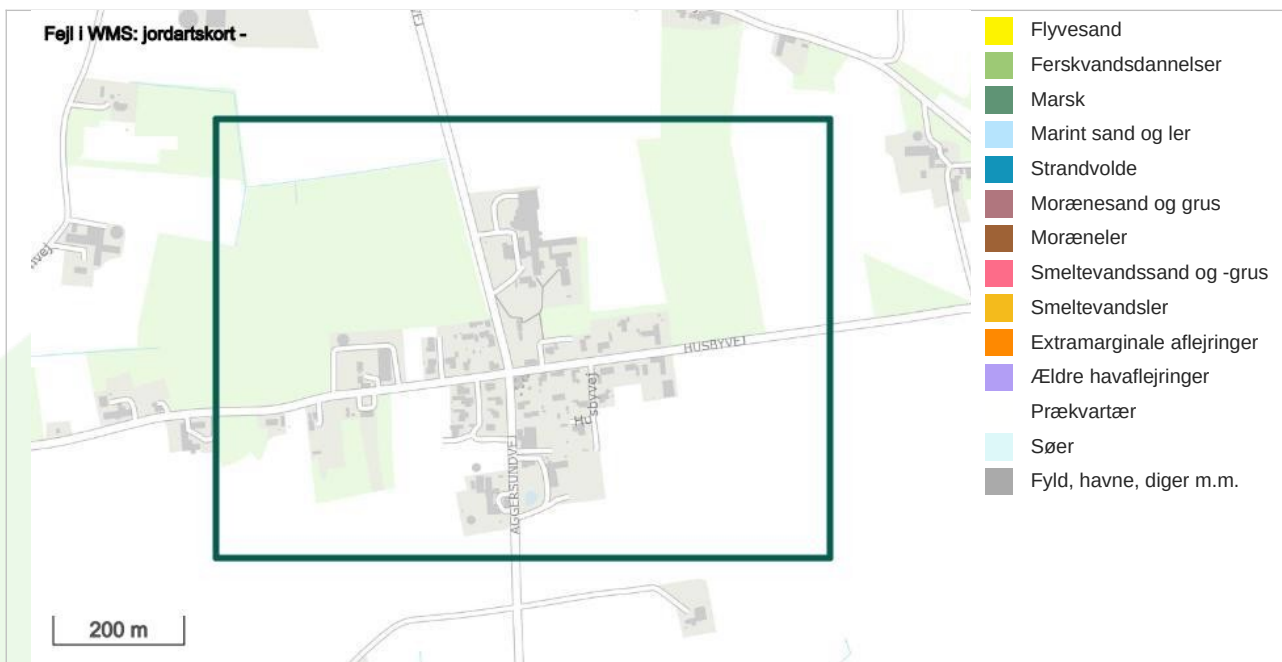 Fejl i WMS: jordartskort -
HUSBYVEJ
AGGERSUNDVEJ
200 m
Flyvesand
Ferskvandsdannelser
Marsk
Marint sand og ler
Strandvolde
Morænesand og grus
Moræneler
Smeltevandssand og -grus
Smeltevandsler
Extramarginale aflejringer
Ældre havaflejringer
Prækvartær
Søer
Fyld, havne, diger m.m.